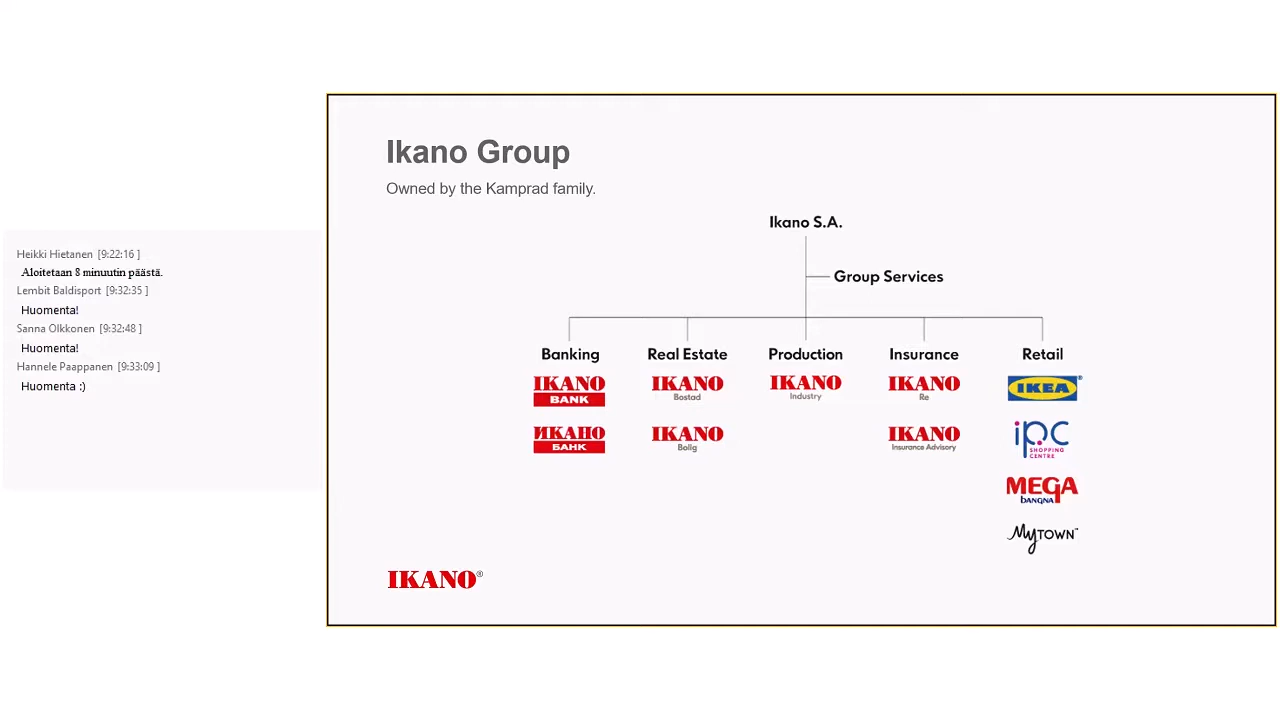 Heikki Hietanen [9:22:16 ]
Aloitetaan 8 minuutin päästä.
Lembit Baldisport [9:32:35 ]
Huomenta!
Sanna Olkkonen [9:32:48 ]
Huomenta!
Hannele Paappanen [9:33:09 ]
Huomenta :)
Ikano Group
Owned by the Kamprad family.
Ikano S.A.
Group Services
Banking
IKANO
BANK
ИКАНО
БАНК
Real Estate
IKANO
Bostad
IKANO
Bolig
Production
IKANO
Industry
Insurance
IKANO
Re
IKANO
Insurance Advisory
Retail
IKEA®
ipc
SHOPPING
CENTRE
MEGA
bangna
MyTOWN™
IKANO®